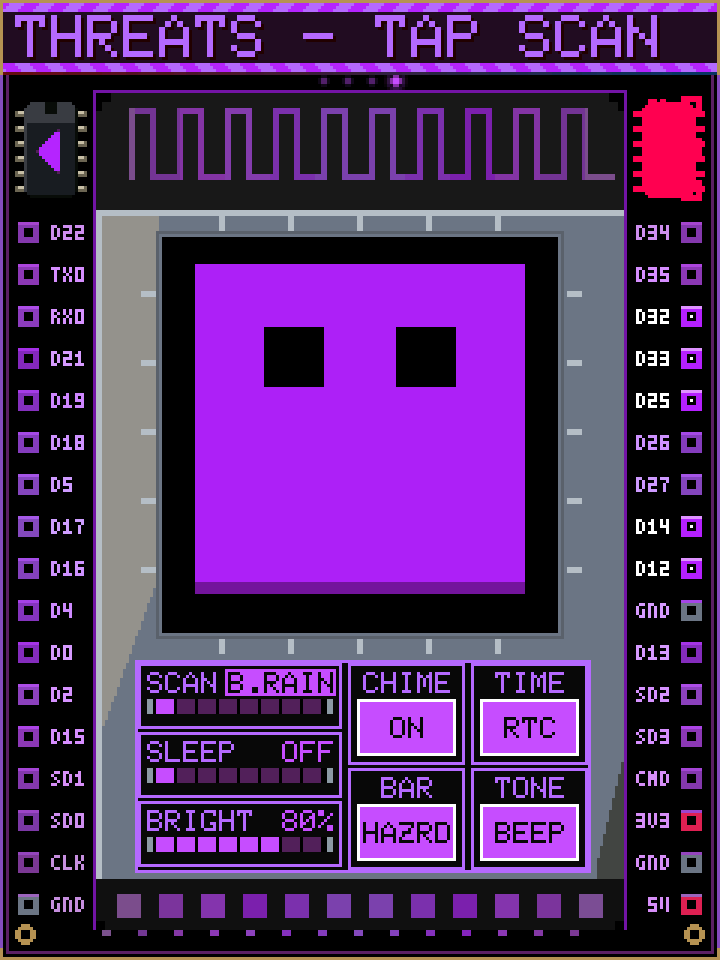 THREATS - TAP SCAN
D22
TX0
RX0
D21
D19
D18
D5
D17
D16
D4
D0
D2
D15
SD1
SD0
CLK
GND
D34
D35
D32
D33
D25
D26
D27
D14
D12
GND
D13
SD2
SD3
CMD
3V3
GND
5V
SCAN B.RAIN
SLEEP OFF
BRIGHT 80%
CHIME
ON
TIME
RTC
BAR
HAZRD
TONE
BEEP